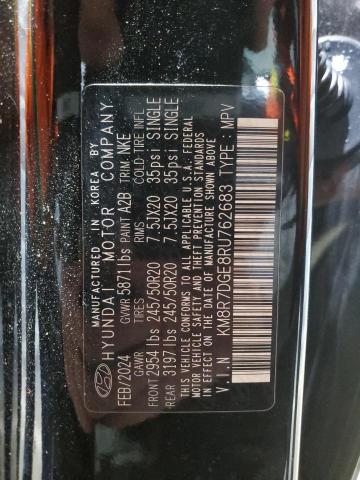 MANUFACTURED IN KOREA BY
HYUNDAI MOTOR COMPANY
FEB/2024 GVWR 5871 lbs PAINT A2B TRIM NKE
GAWR TIRES RIMS COLD TIRE INFL.
FRONT 2954 lbs 245/50R20 7.5JX20 35psi SINGLE
REAR 3197 lbs 245/50R20 7.5JX20 35psi SINGLE
THIS VEHICLE CONFORMS TO ALL APPLICABLE U.S.A. FEDERAL
MOTOR VEHICLE SAFETY AND THEFT PREVENTION STANDARDS
IN EFFECT ON THE DATE OF MANUFACTURE SHOWN ABOVE
V.I.N KM8R7DGE8RU762683 TYPE: MPV